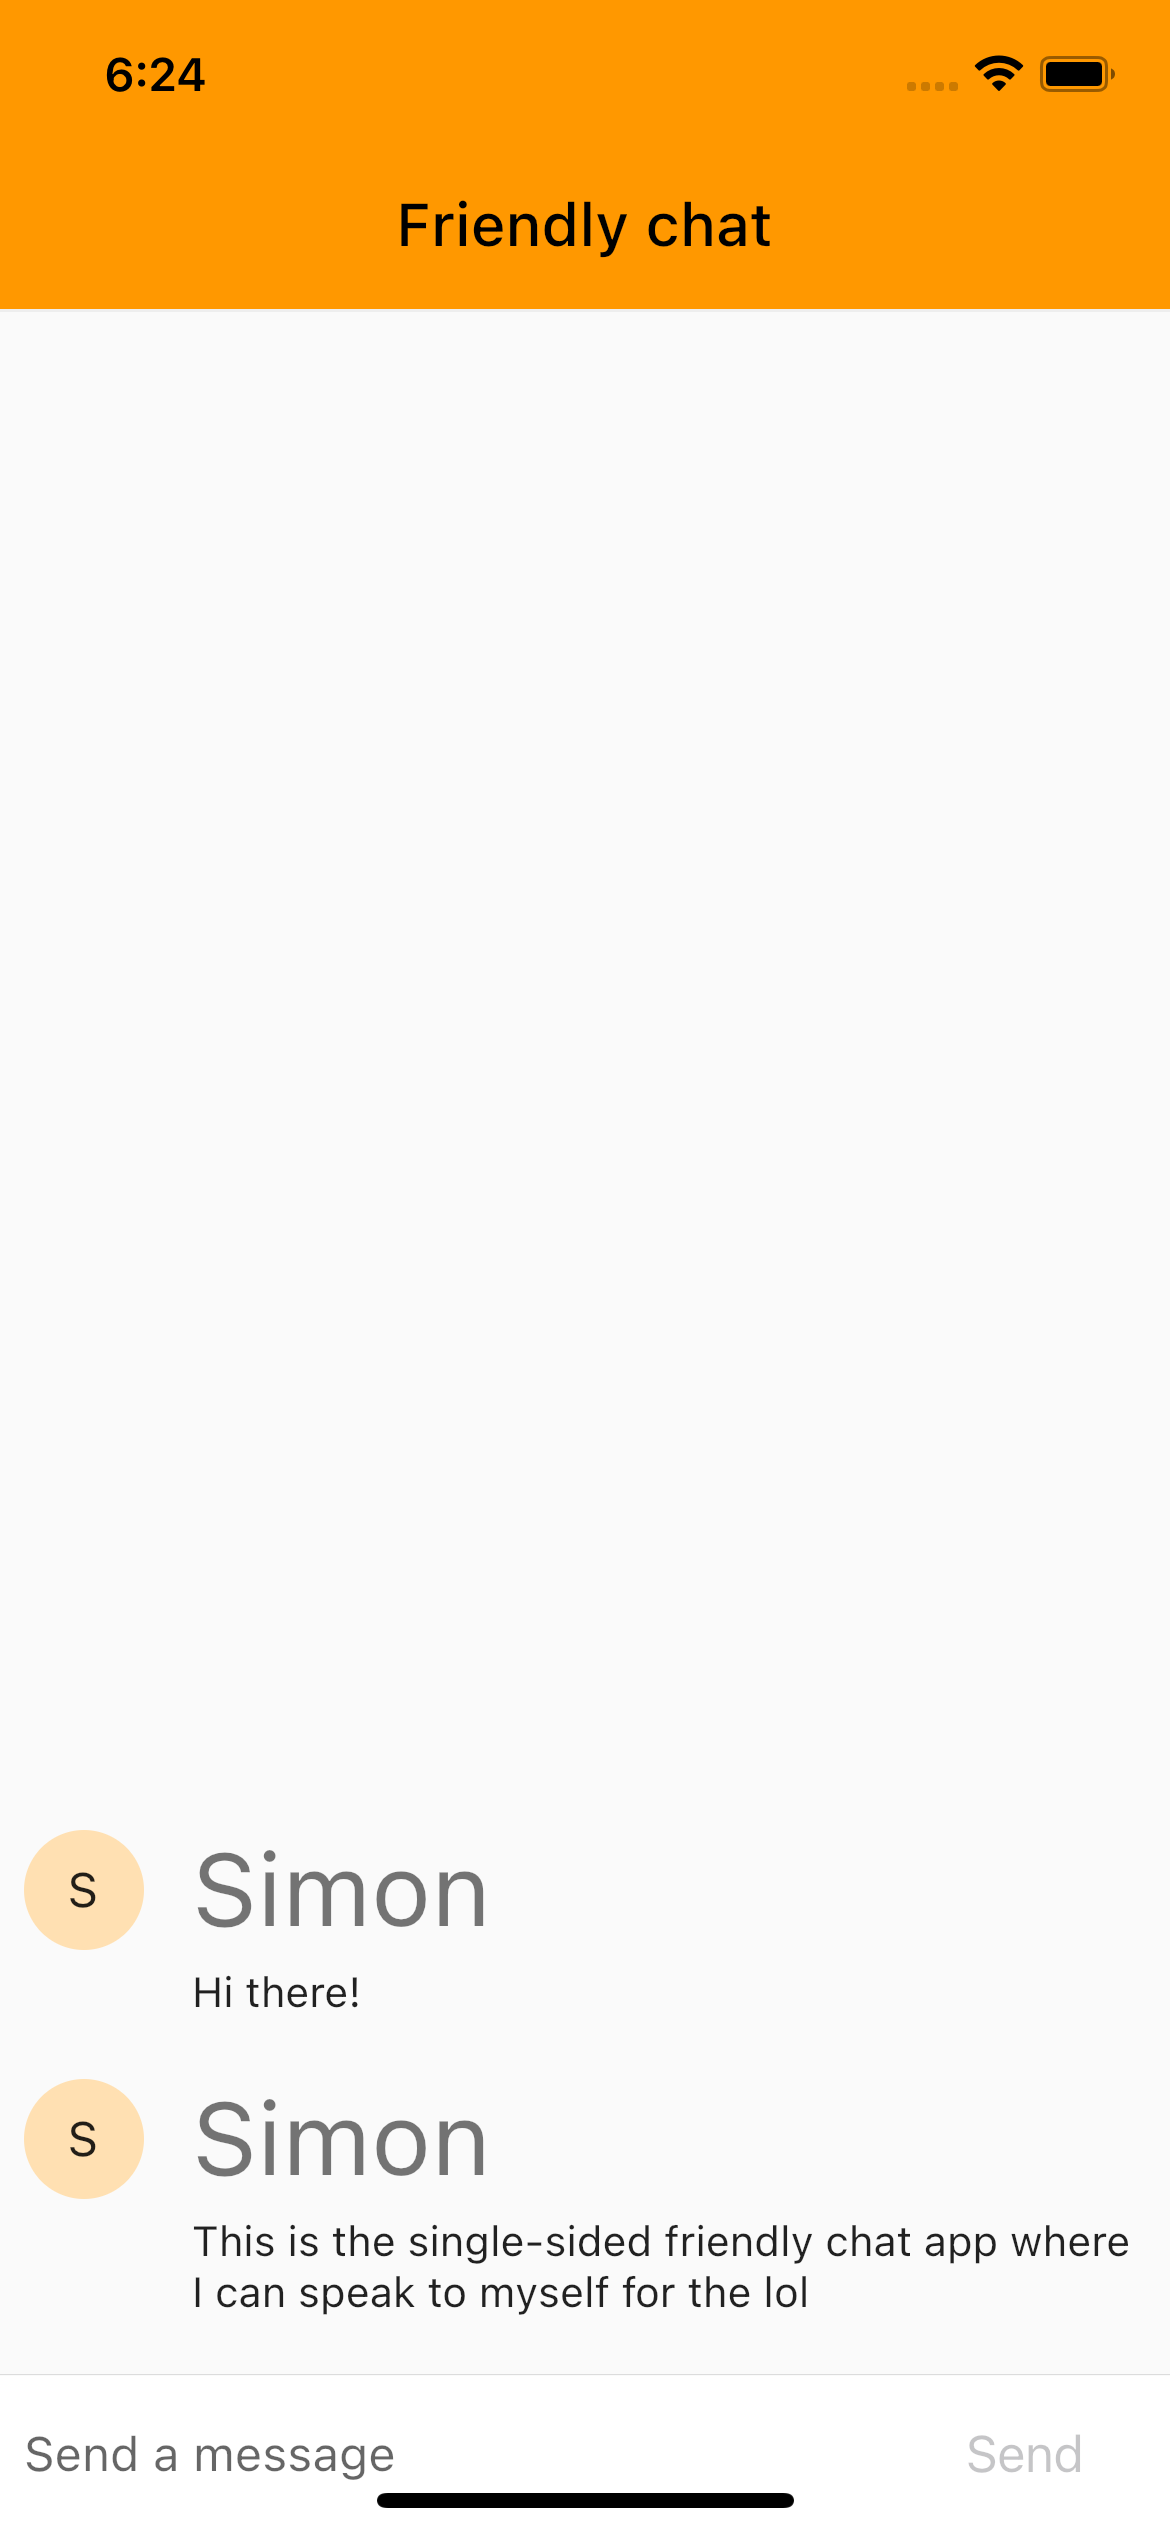 6:24
Friendly chat
S
Simon
Hi there!
S
Simon
This is the single-sided friendly chat app where
I can speak to myself for the lol
Send a message
Send